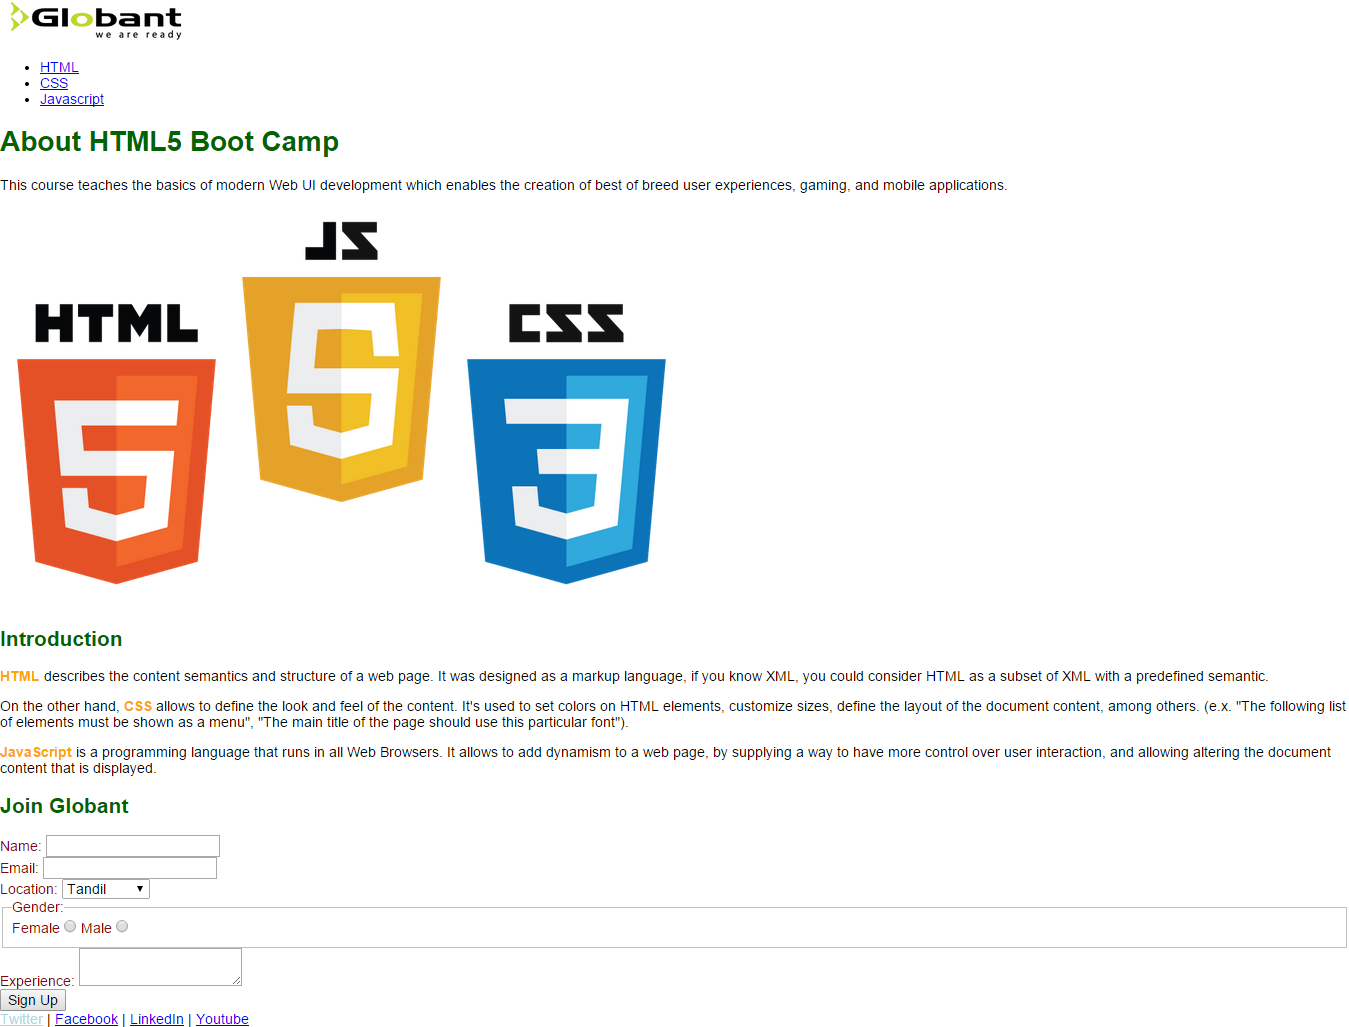 Globant
we are ready
HTML
CSS
Javascript
About HTML5 Boot Camp
This course teaches the basics of modern Web UI development which enables the creation of best of breed user experiences, gaming, and mobile applications.
JS
HTML
CSS
5
5
3
Introduction
HTML describes the content semantics and structure of a web page. It was designed as a markup language, if you know XML, you could consider HTML as a subset of XML with a predefined semantic.
On the other hand, CSS allows to define the look and feel of the content. It's used to set colors on HTML elements, customize sizes, define the layout of the document content, among others. (e.x. "The following list
of elements must be shown as a menu", "The main title of the page should use this particular font").
JavaScript is a programming language that runs in all Web Browsers. It allows to add dynamism to a web page, by supplying a way to have more control over user interaction, and allowing altering the document
content that is displayed.
Join Globant
Name:
Email:
Location: Tandil
Gender:
Female Male
Experience:
Sign Up
Twitter | Facebook | LinkedIn | Youtube